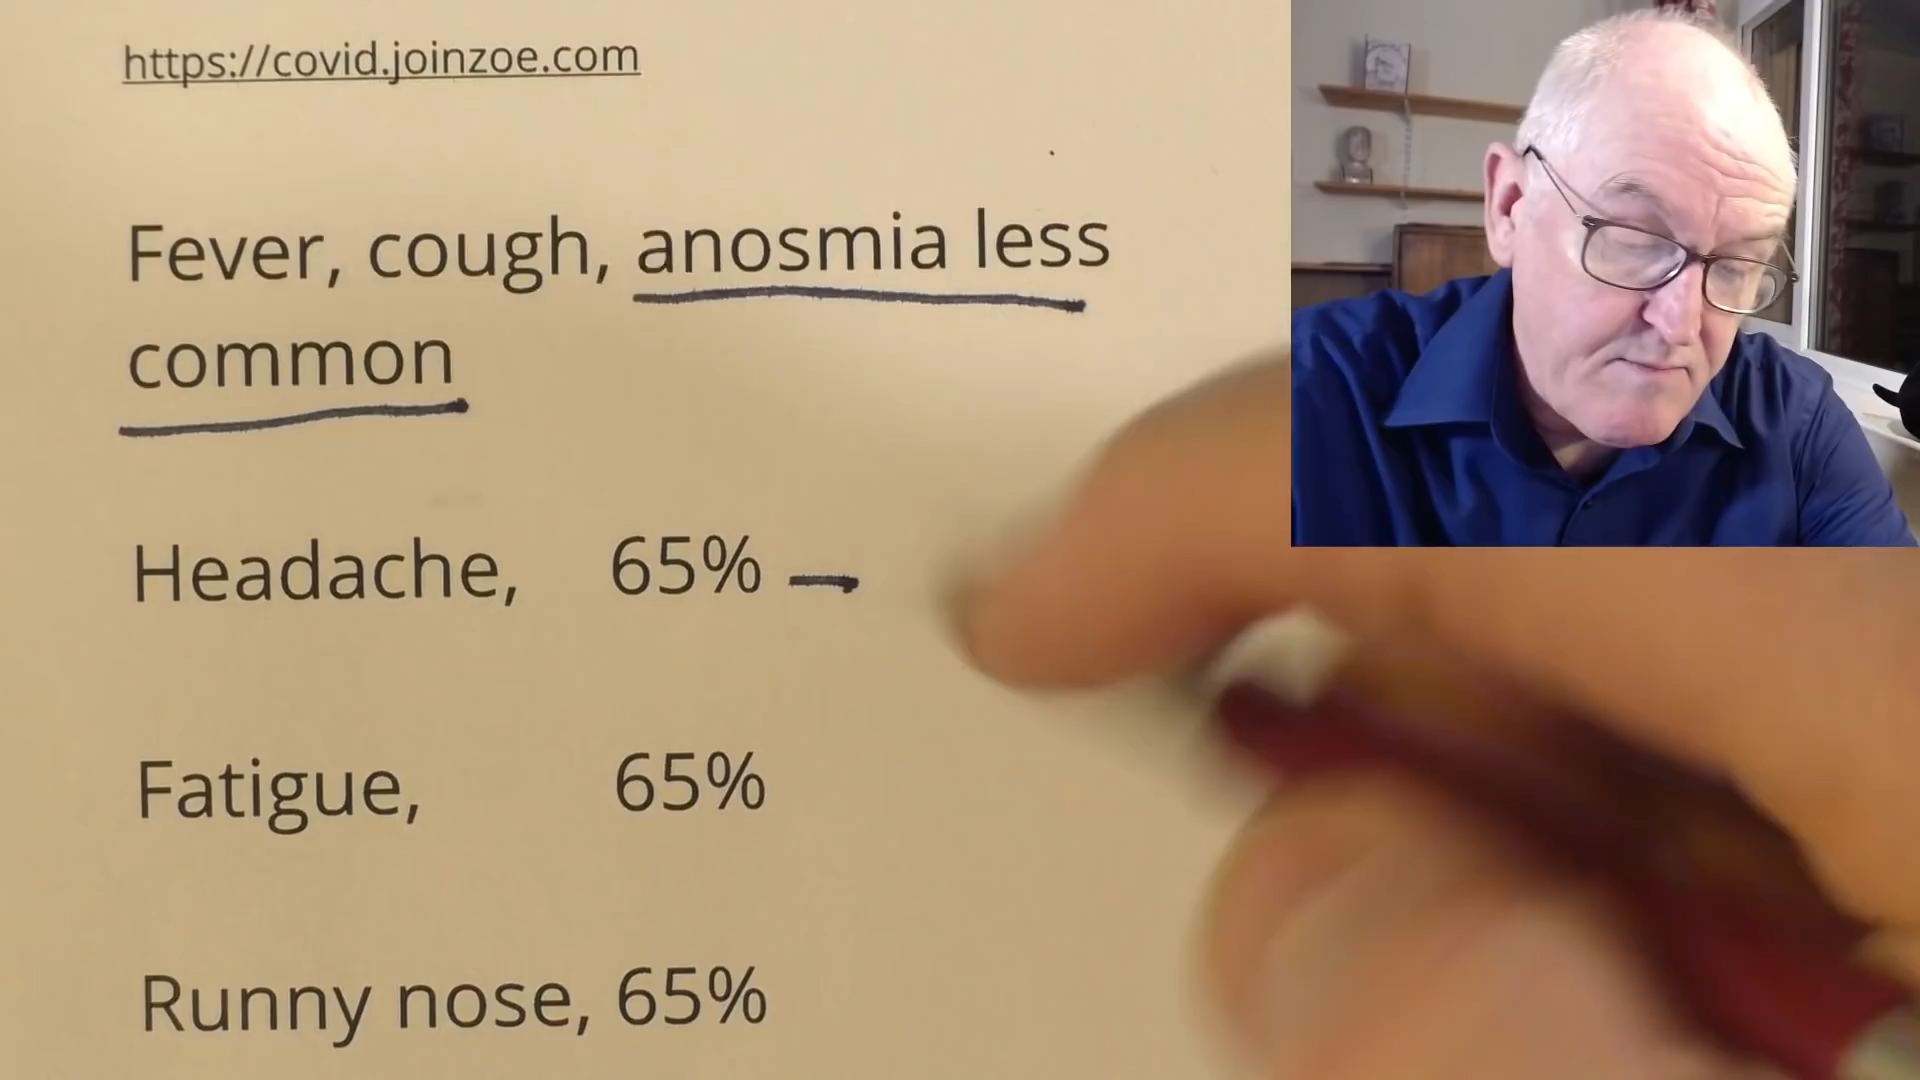 https://covid.joinzoe.com
Fever, cough, anosmia less
common
Headache, 65%
Fatigue, 65%
Runny nose, 65%